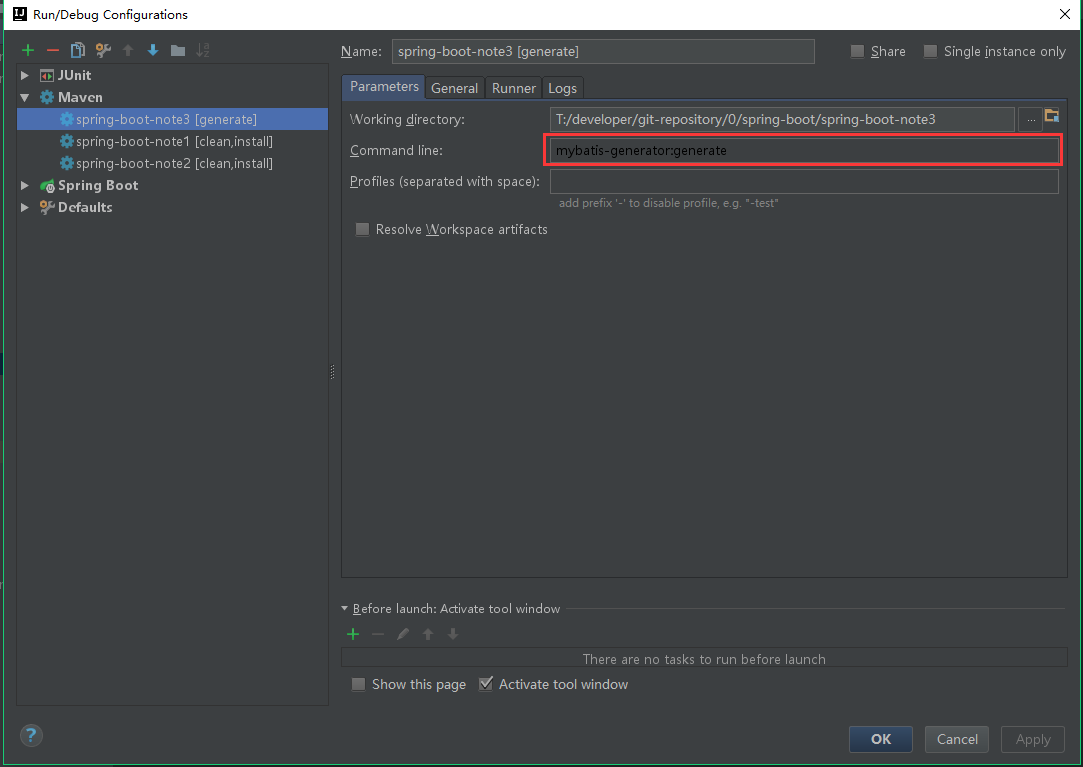 Run/Debug Configurations
Name: spring-boot-note3 [generate] Share Single instance only
JUnit
Maven
spring-boot-note3 [generate]
spring-boot-note1 [clean,install]
spring-boot-note2 [clean,install]
Spring Boot
Defaults
Parameters General Runner Logs
Working directory: T:/developer/git-repository/0/spring-boot/spring-boot-note3 ...
Command line: mybatis-generator:generate
Profiles (separated with space):
add prefix '-' to disable profile, e.g. "-test"
Resolve Workspace artifacts
Before launch: Activate tool window
There are no tasks to run before launch
Show this page Activate tool window
? OK Cancel Apply